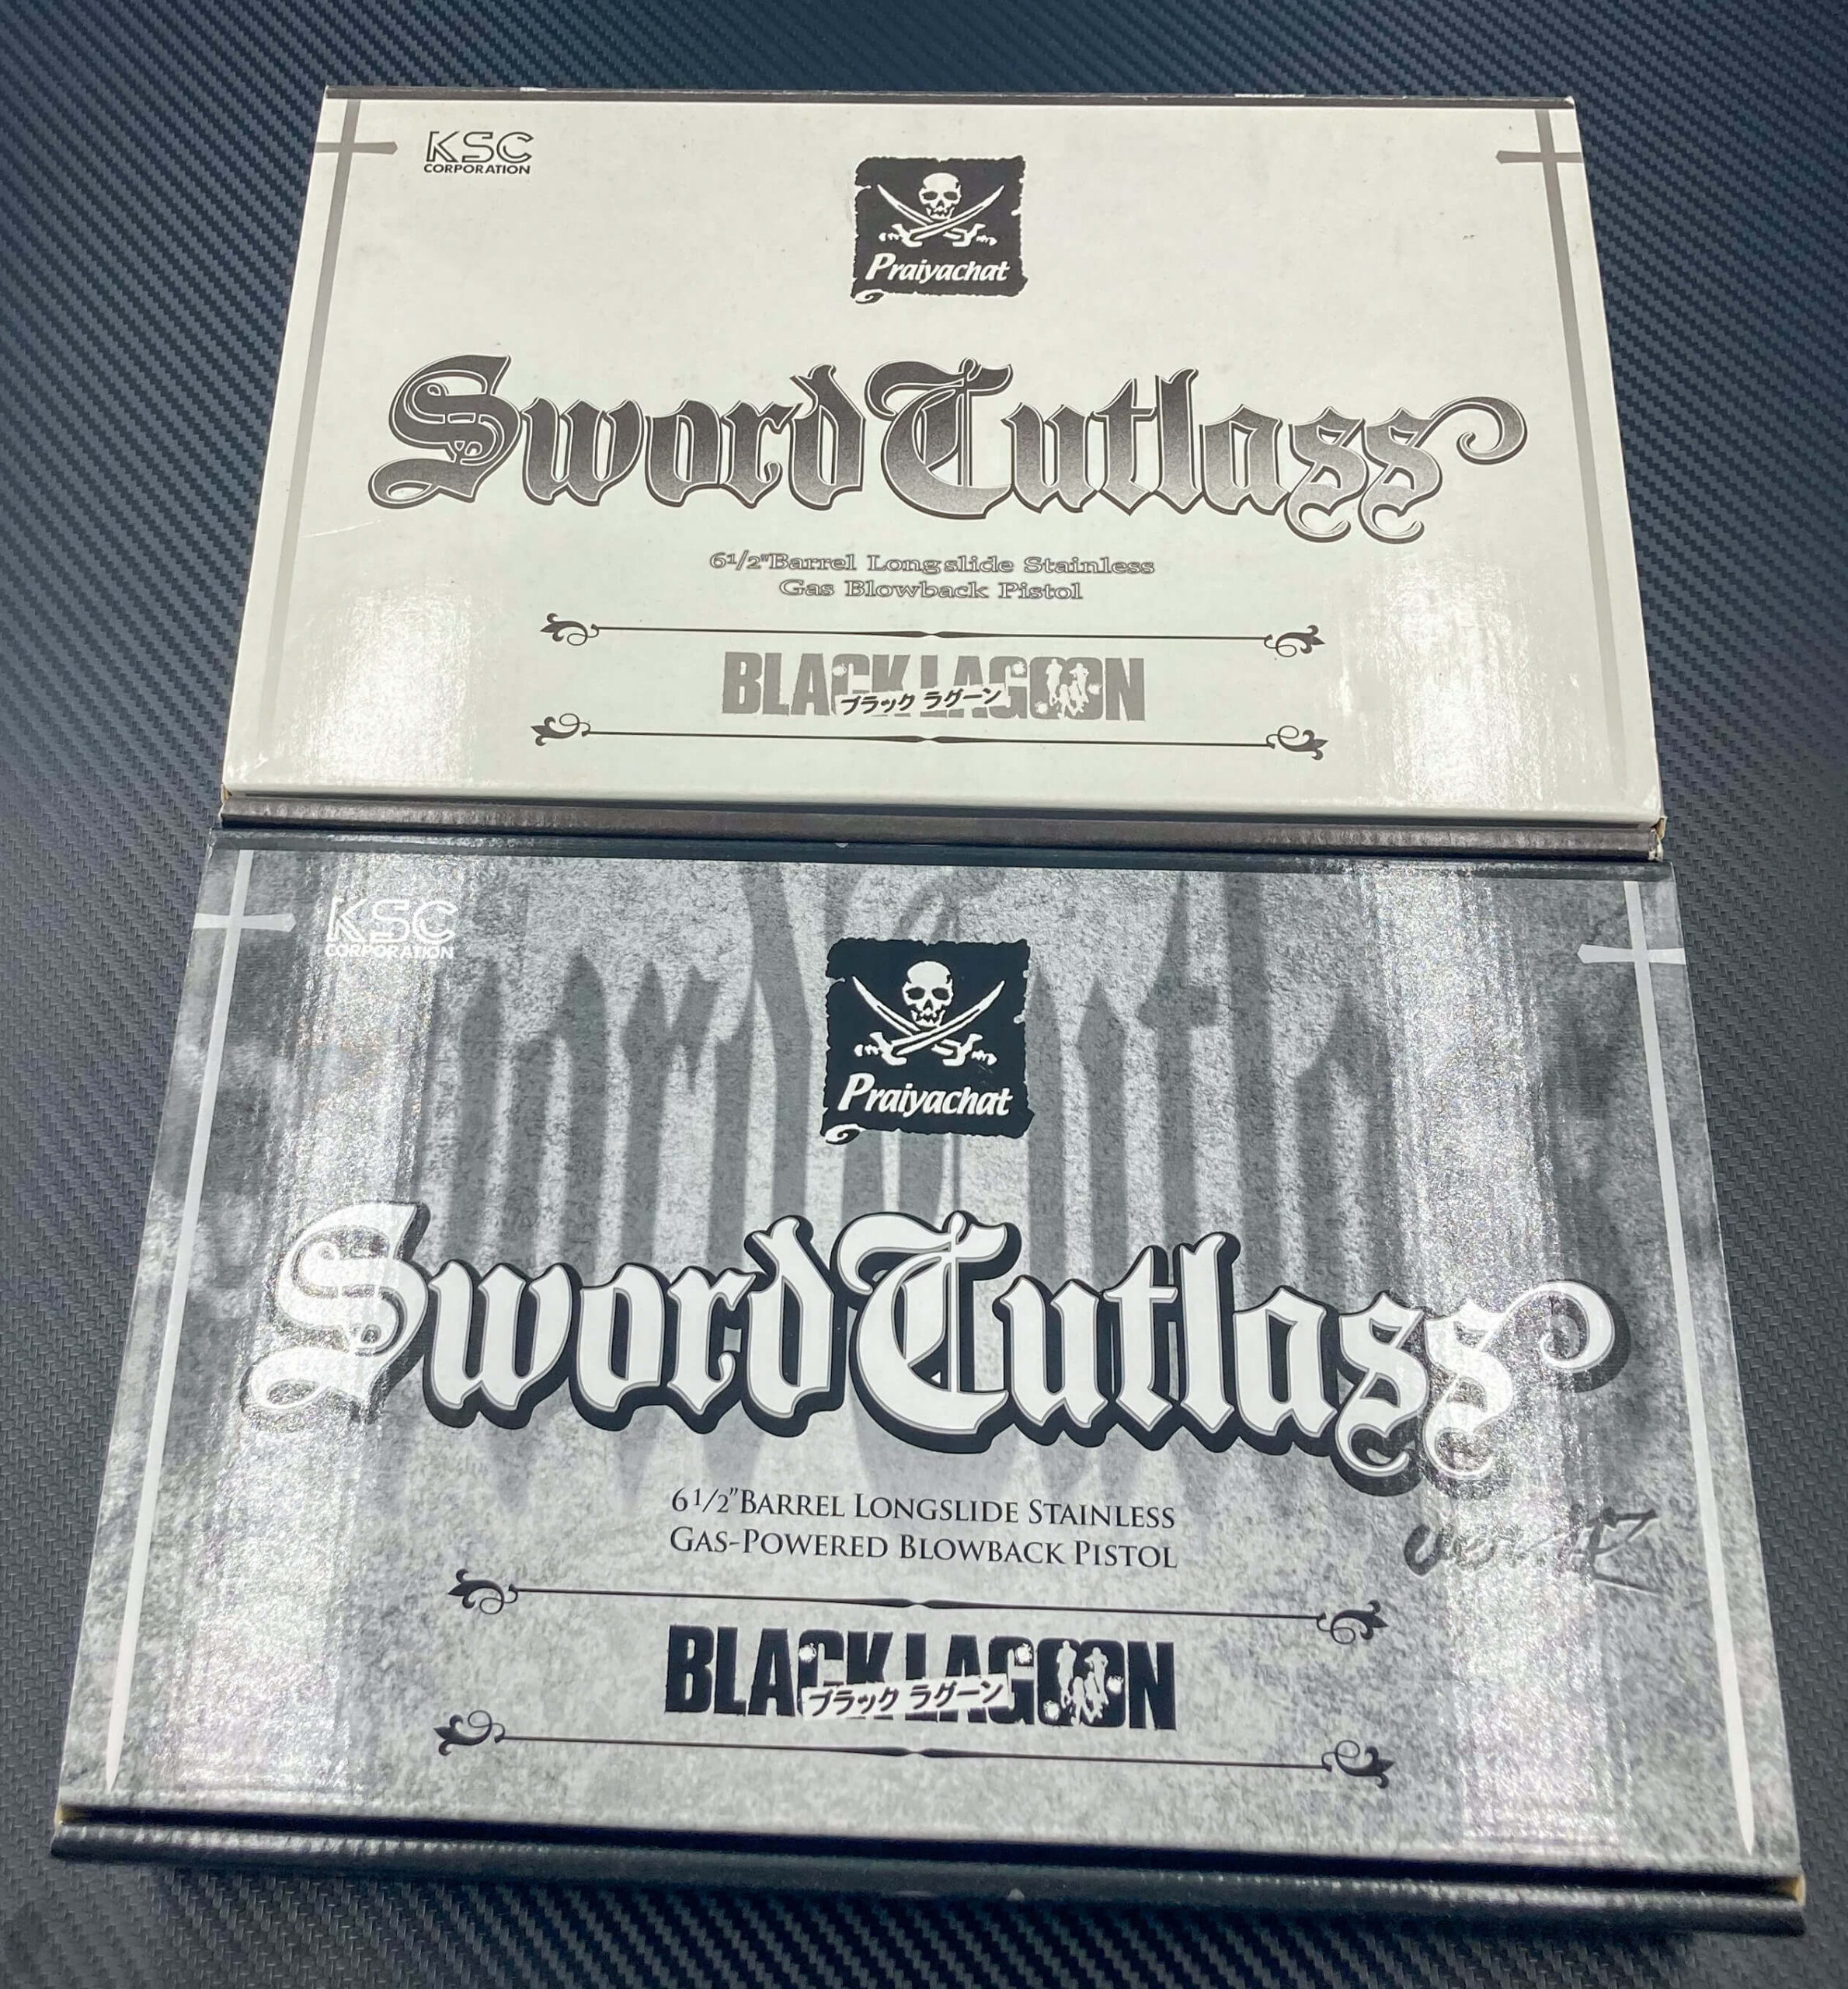 KSC
CORPORATION
Praiyachat
Sword Cutlass
6 1/2"Barrel Longslide Stainless
Gas Blowback Pistol
BLACK LAGOON
ブラック ラグーン
KSC
CORPORATION
Praiyachat
Sword Cutlass
6 1/2"BARREL LONGSLIDE STAINLESS
GAS-POWERED BLOWBACK PISTOL
BLACK LAGOON
ブラック ラグーン